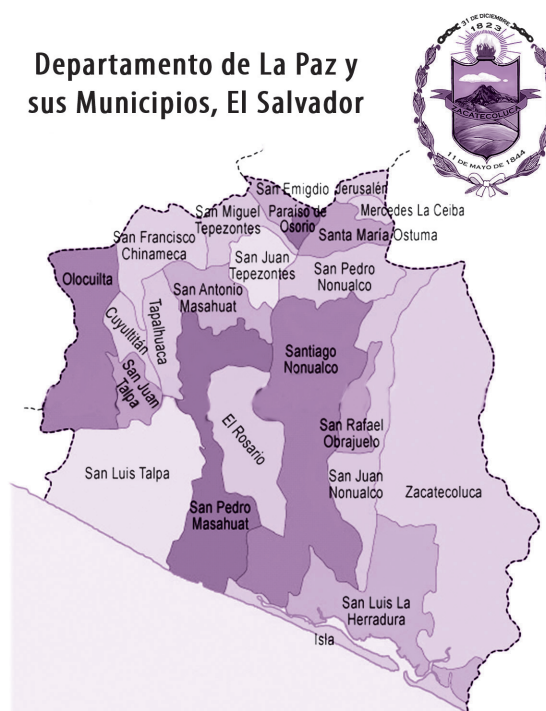 Departamento de La Paz y
sus Municipios, El Salvador
31 DE DICIEMBRE
1823
ZACATECOLUCA
11 DE MAYO DE 1844
San Emigdio
Jerusalén
San Miguel
Tepezontes
Paraíso de
Osorio
Mercedes La Ceiba
San Francisco
Chinameca
Santa María Ostuma
San Juan
Tepezontes
San Pedro
Nonualco
Olocuilta
San Antonio
Masahuat
Tapalhuaca
Cuyultitán
Santiago
Nonualco
San Juan
Talpa
El Rosario
San Rafael
Obrajuelo
San Luis Talpa
San Juan
Nonualco
Zacatecoluca
San Pedro
Masahuat
San Luis La
Herradura
Isla